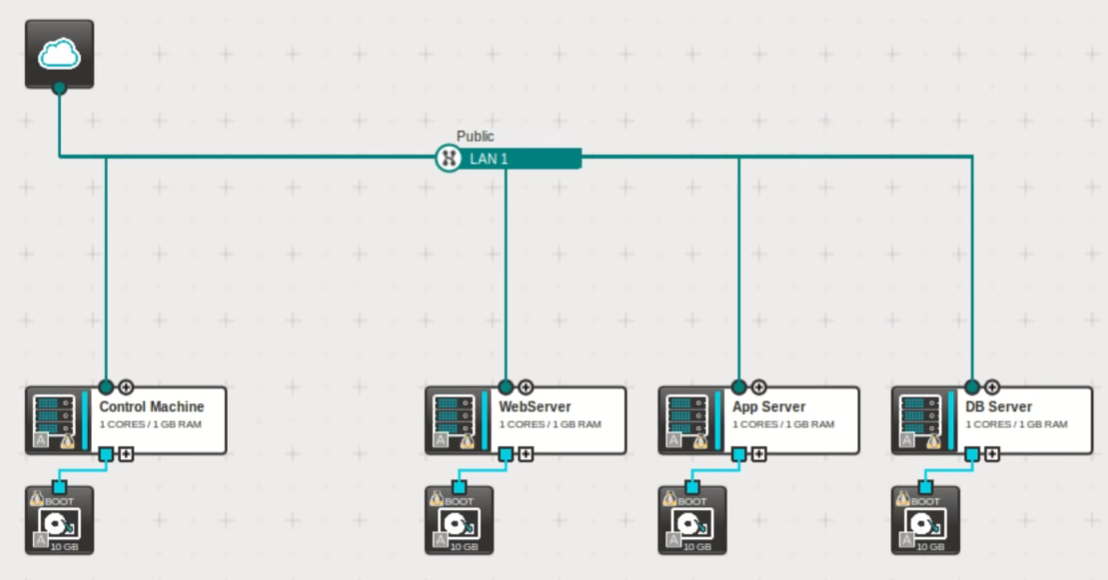 Public
LAN 1
Control Machine
1 CORES / 1 GB RAM
A
WebServer
1 CORES / 1 GB RAM
A
App Server
1 CORES / 1 GB RAM
A
DB Server
1 CORES / 1 GB RAM
A
BOOT
A
10 GB
BOOT
A
10 GB
BOOT
A
10 GB
BOOT
A
10 GB